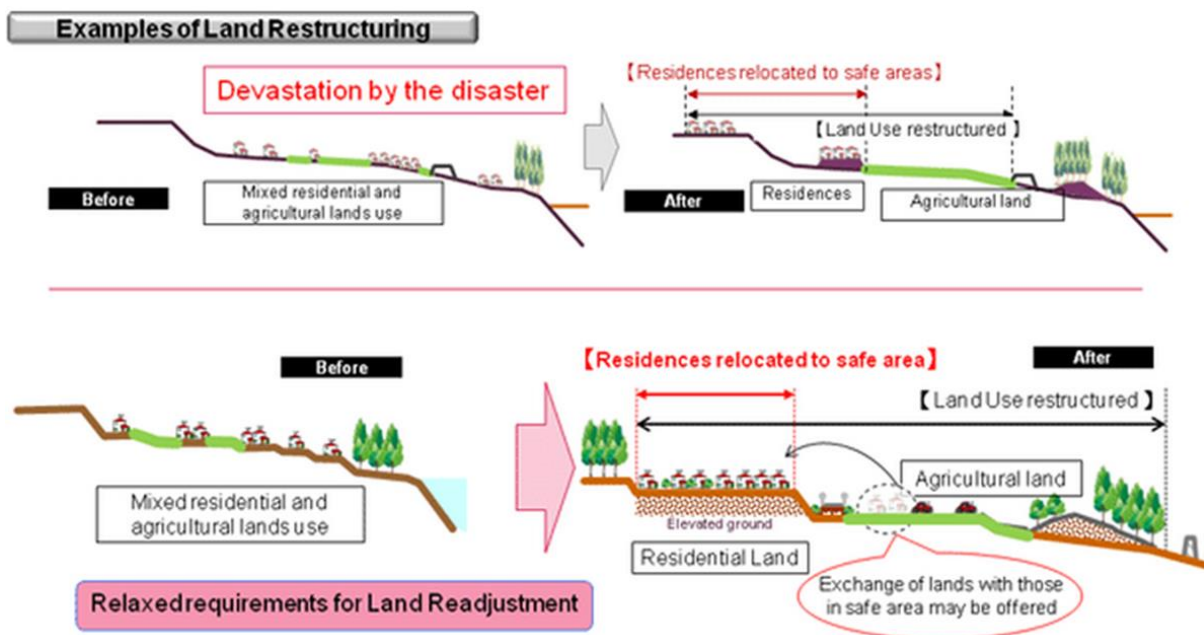 Examples of Land Restructuring
Devastation by the disaster
【Residences relocated to safe areas】
【Land Use restructured】
Before
Mixed residential and
agricultural lands use
After
Residences
Agricultural land
Before
Mixed residential and
agricultural lands use
Relaxed requirements for Land Readjustment
【Residences relocated to safe area】
After
【Land Use restructured】
Agricultural land
Elevated ground
Residential Land
Exchange of lands with those
in safe area may be offered